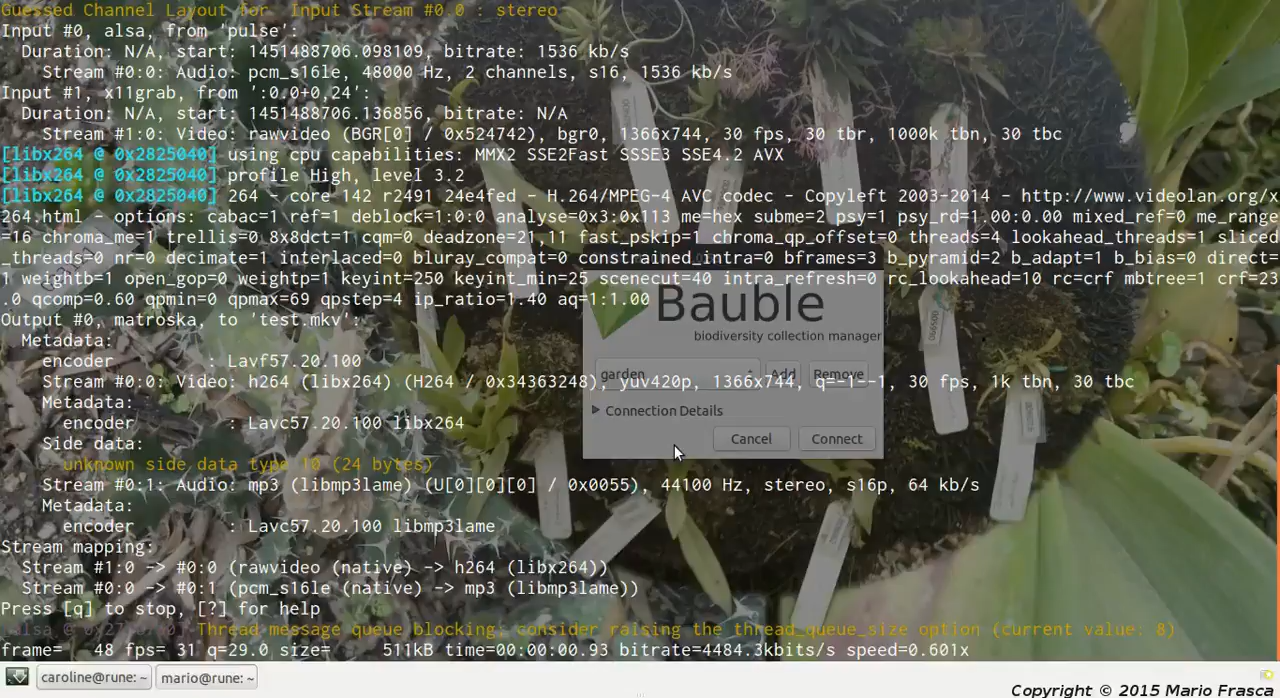 Guessed Channel Layout for  Input Stream #0.0 : stereo
Input #0, alsa, from 'pulse':
  Duration: N/A, start: 1451488706.098109, bitrate: 1536 kb/s
    Stream #0:0: Audio: pcm_s16le, 48000 Hz, 2 channels, s16, 1536 kb/s
Input #1, x11grab, from ':0.0+0,24':
  Duration: N/A, start: 1451488706.136856, bitrate: N/A
    Stream #1:0: Video: rawvideo (BGR[0] / 0x524742), bgr0, 1366x744, 30 fps, 30 tbr, 1000k tbn, 30 tbc
[libx264 @ 0x2825040] using cpu capabilities: MMX2 SSE2Fast SSSE3 SSE4.2 AVX
[libx264 @ 0x2825040] profile High, level 3.2
[libx264 @ 0x2825040] 264 - core 142 r2491 24e4fed - H.264/MPEG-4 AVC codec - Copyleft 2003-2014 - http://www.videolan.org/x
264.html - options: cabac=1 ref=1 deblock=1:0:0 analyse=0x3:0x113 me=hex subme=2 psy=1 psy_rd=1.00:0.00 mixed_ref=0 me_range
=16 chroma_me=1 trellis=0 8x8dct=1 cqm=0 deadzone=21,11 fast_pskip=1 chroma_qp_offset=0 threads=4 lookahead_threads=1 sliced
_threads=0 nr=0 decimate=1 interlaced=0 bluray_compat=0 constrained_intra=0 bframes=3 b_pyramid=2 b_adapt=1 b_bias=0 direct=
1 weightb=1 open_gop=0 weightp=1 keyint=250 keyint_min=25 scenecut=40 intra_refresh=0 rc_lookahead=10 rc=crf mbtree=1 crf=23
.0 qcomp=0.60 qpmin=0 qpmax=69 qpstep=4 ip_ratio=1.40 aq=1:1.00
Bauble
Output #0, matroska, to 'test.mkv':
biodiversity collection manager
  Metadata:
    encoder         : Lavf57.20.100
garden Add Remove
    Stream #0:0: Video: h264 (libx264) (H264 / 0x34363248), yuv420p, 1366x744, q=-1--1, 30 fps, 1k tbn, 30 tbc
    Metadata:
Connection Details
      encoder         : Lavc57.20.100 libx264
    Side data:
Cancel Connect
      unknown side data type 10 (24 bytes)
    Stream #0:1: Audio: mp3 (libmp3lame) (U[0][0][0] / 0x0055), 44100 Hz, stereo, s16p, 64 kb/s
    Metadata:
      encoder         : Lavc57.20.100 libmp3lame
Stream mapping:
  Stream #1:0 -> #0:0 (rawvideo (native) -> h264 (libx264))
  Stream #0:0 -> #0:1 (pcm_s16le (native) -> mp3 (libmp3lame))
Press [q] to stop, [?] for help
Thread message queue blocking; consider raising the thread_queue_size option (current value: 8)
frame=   48 fps= 31 q=29.0 size=     511kB time=00:00:00.93 bitrate=4484.3kbits/s speed=0.601x
caroline@rune: ~ mario@rune: ~
Copyright © 2015 Mario Frasca